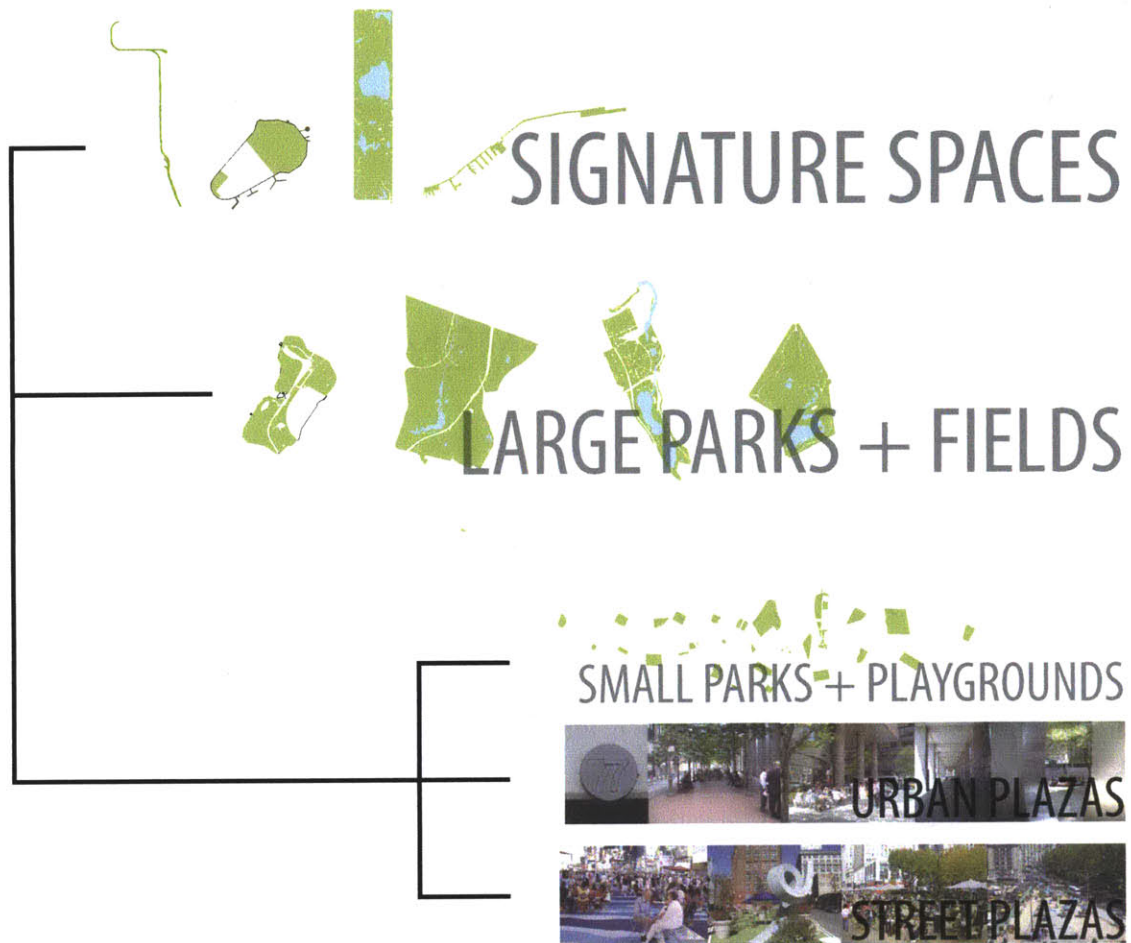 SIGNATURE SPACES
LARGE PARKS + FIELDS
SMALL PARKS + PLAYGROUNDS
URBAN PLAZAS
STREET PLAZAS